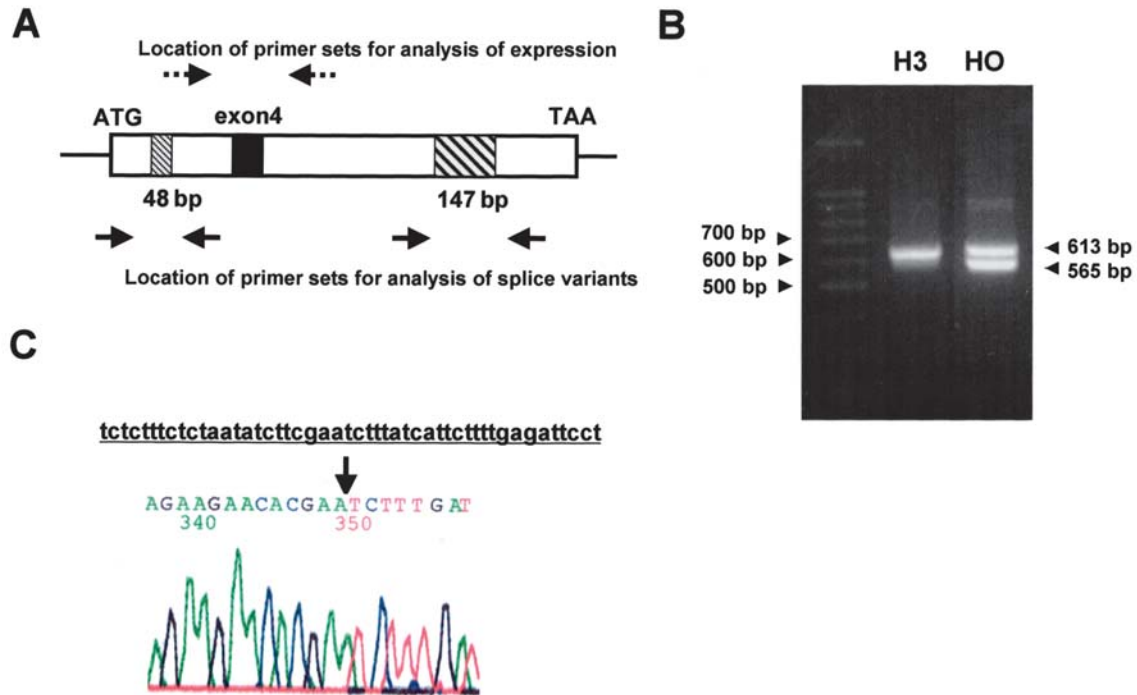 A
Location of primer sets for analysis of expression
ATG
exon4
TAA
48 bp
147 bp
Location of primer sets for analysis of splice variants
B
H3 HO
700 bp
600 bp
500 bp
613 bp
565 bp
C
tctctttctctaatatcttcgaatctttatcattcttttgagattcct
AGAAGAACACGAATCTTTGAT
340 350